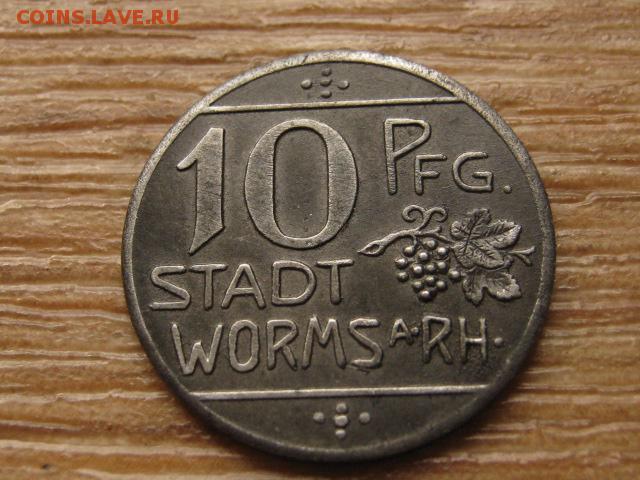 COINS.LAVE.RU
10 PFG.
STADT
WORMS A. RH.